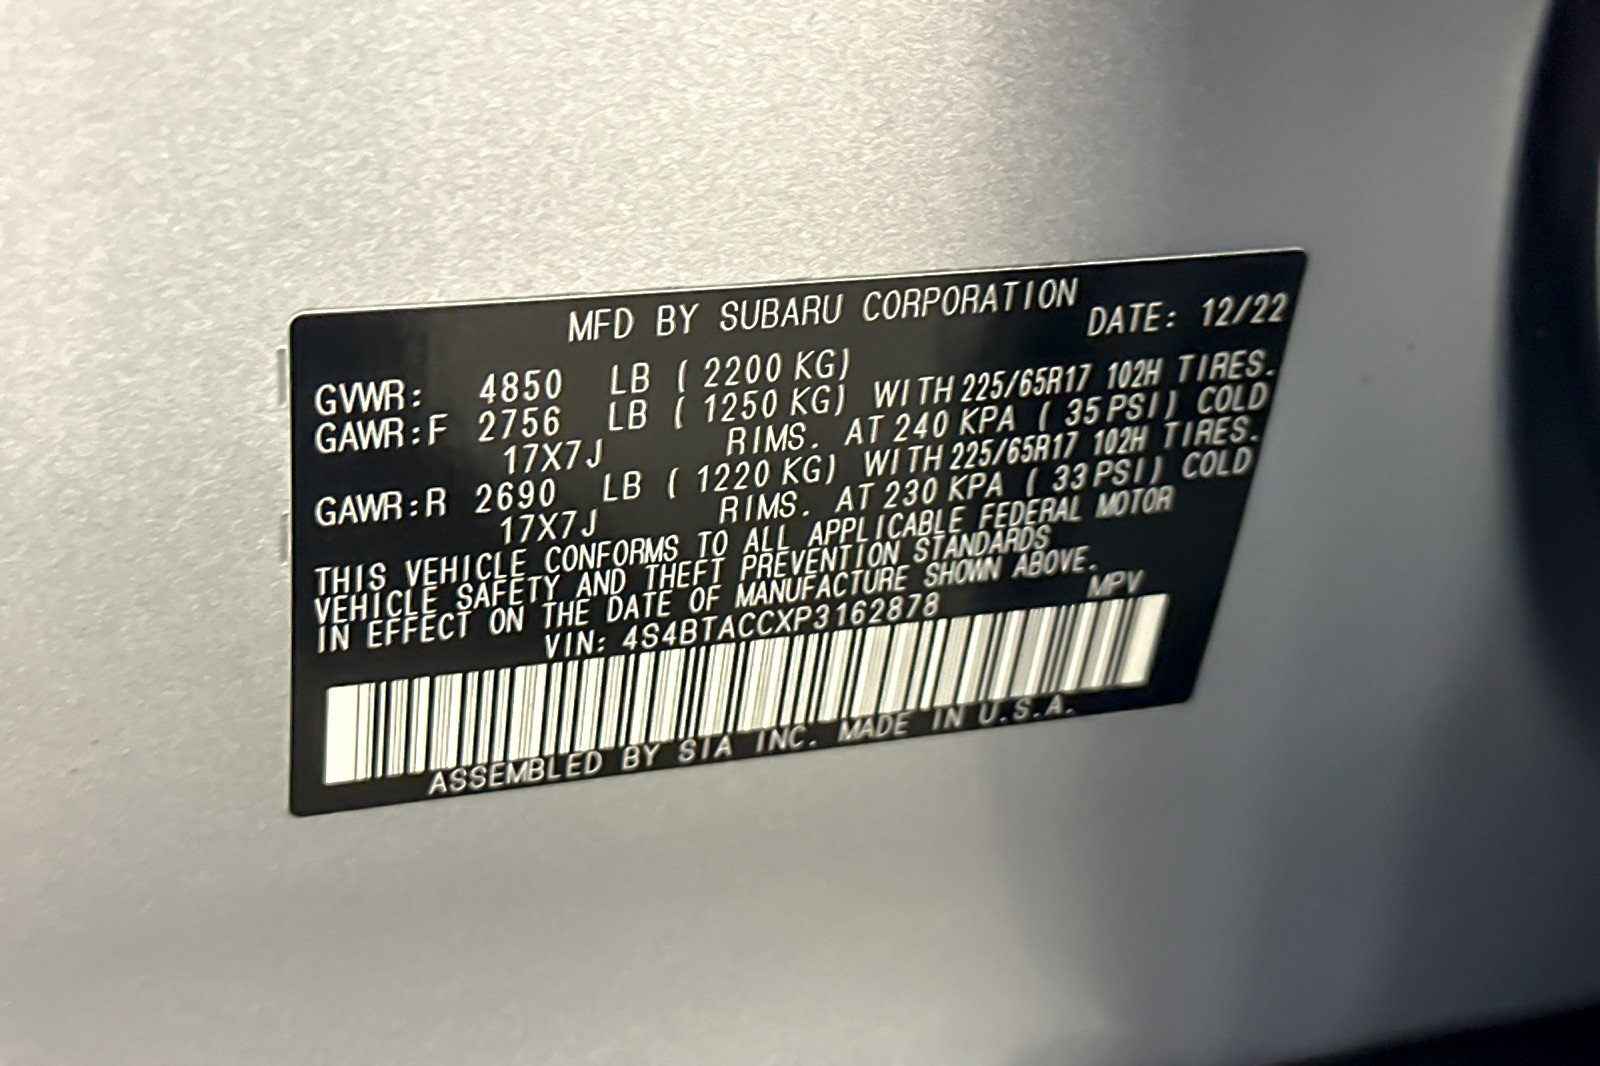 MFD BY SUBARU CORPORATION
DATE: 12/22
GVWR: 4850 LB ( 2200 KG)
GAWR:F 2756 LB ( 1250 KG) WITH 225/65R17 102H TIRES.
17X7J RIMS. AT 240 KPA ( 35 PSI) COLD
GAWR:R 2690 LB ( 1220 KG) WITH 225/65R17 102H TIRES.
17X7J RIMS. AT 230 KPA ( 33 PSI) COLD
THIS VEHICLE CONFORMS TO ALL APPLICABLE FEDERAL MOTOR
VEHICLE SAFETY AND THEFT PREVENTION STANDARDS
IN EFFECT ON THE DATE OF MANUFACTURE SHOWN ABOVE.
VIN: 4S4BTACCXP3162878 MPV
ASSEMBLED BY SIA INC. MADE IN U.S.A.